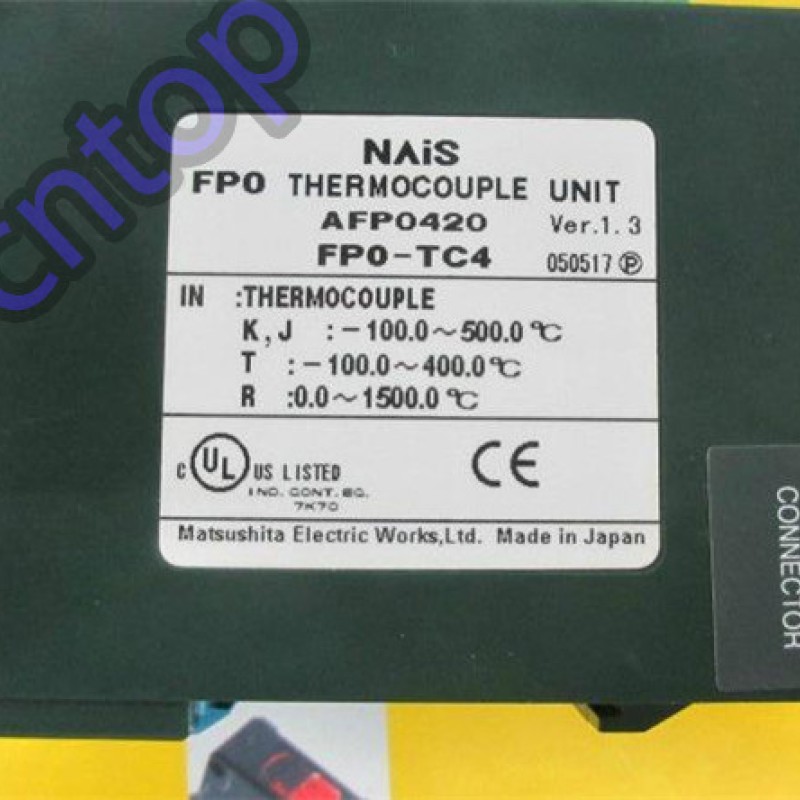 cntop
NAiS
FP0 THERMOCOUPLE UNIT
AFP0420 Ver.1.3
FP0-TC4 050517 Ⓟ
IN :THERMOCOUPLE
K,J :-100.0~500.0℃
T :-100.0~400.0℃
R :0.0~1500.0℃
C UL US LISTED CE
IND. CONT. EQ.
7K70
Matsushita Electric Works,Ltd. Made in Japan
CONNECTOR